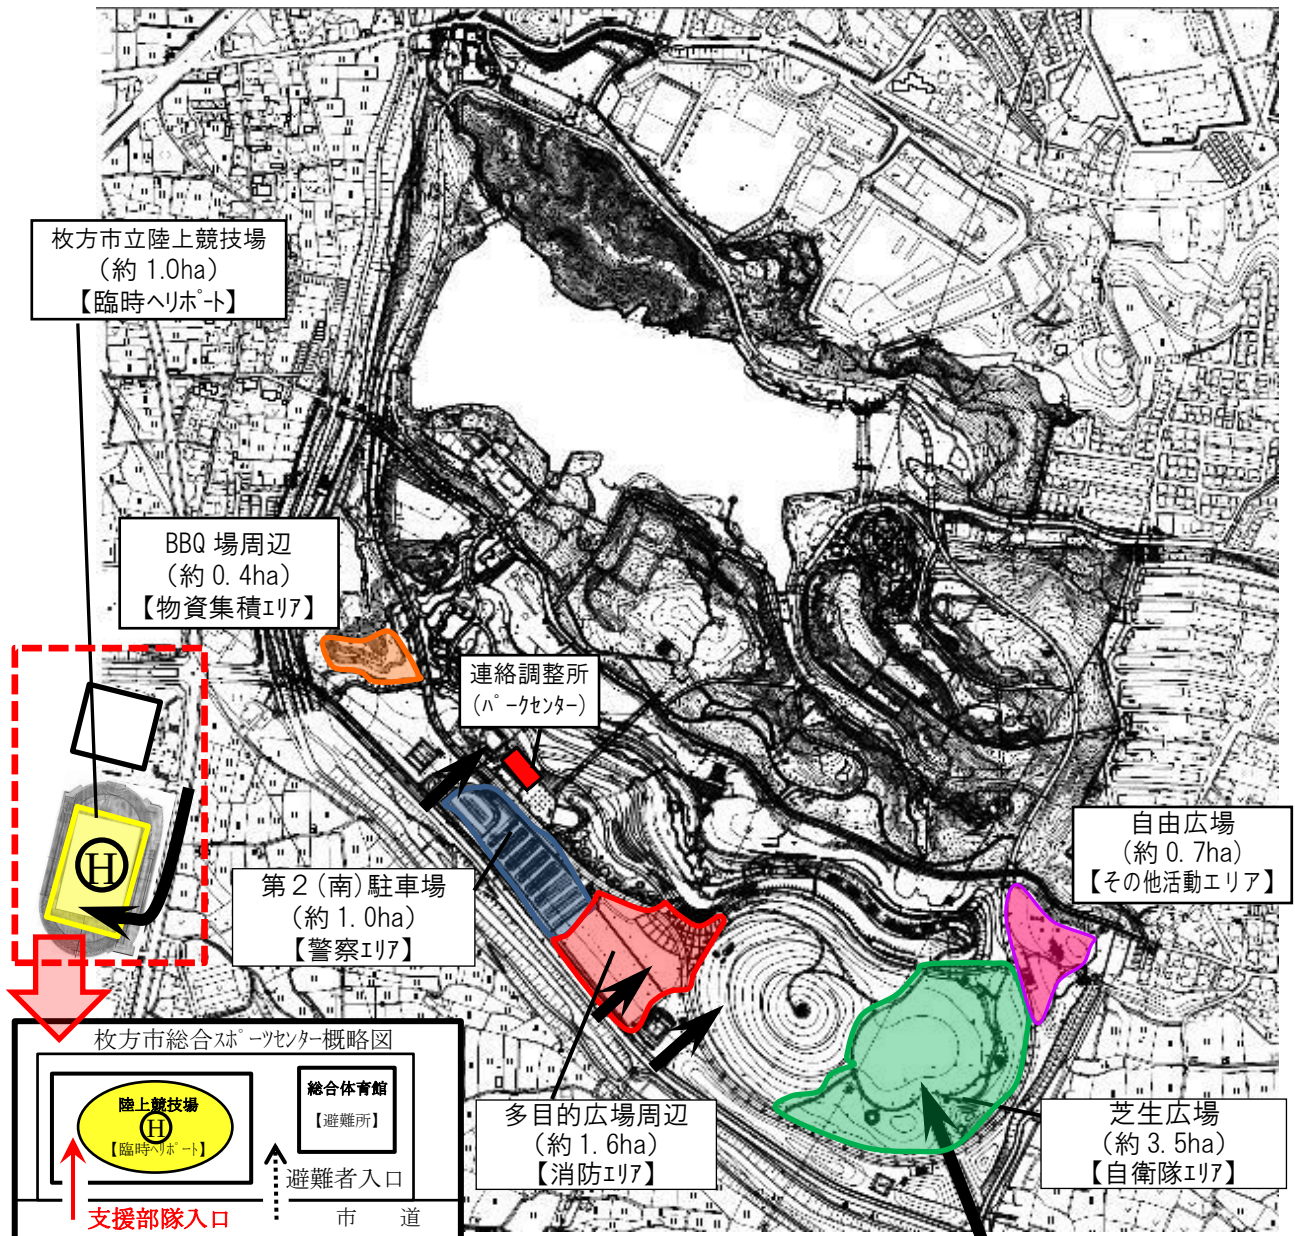 枚方市立陸上競技場
（約 1.0ha）
【臨時ヘリポート】
BBQ 場周辺
（約 0.4ha）
【物資集積エリア】
連絡調整所
（パークセンター）
自由広場
（約 0.7ha）
【その他活動エリア】
H
第２（南）駐車場
（約 1.0ha）
【警察エリア】
多目的広場周辺
（約 1.6ha）
【消防エリア】
芝生広場
（約 3.5ha）
【自衛隊エリア】
枚方市総合スポーツセンター概略図
陸上競技場
H
【臨時ヘリポート】
総合体育館
【避難所】
避難者入口
支援部隊入口
市　道